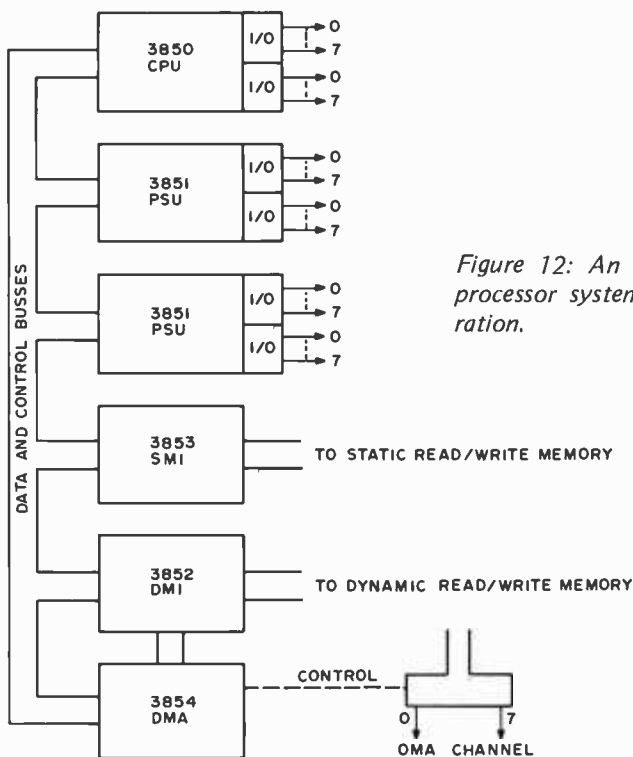 3850
CPU
I/O
0
7
I/O
0
7
3851
PSU
I/O
0
7
I/O
0
7
3851
PSU
I/O
0
7
I/O
0
7
Figure 12: An
processor system
ration.
DATA AND CONTROL BUSSES
3853
SMI
TO STATIC READ/WRITE MEMORY
3852
DMI
TO DYNAMIC READ/WRITE MEMORY
3854
DMA
CONTROL
0
7
OMA CHANNEL